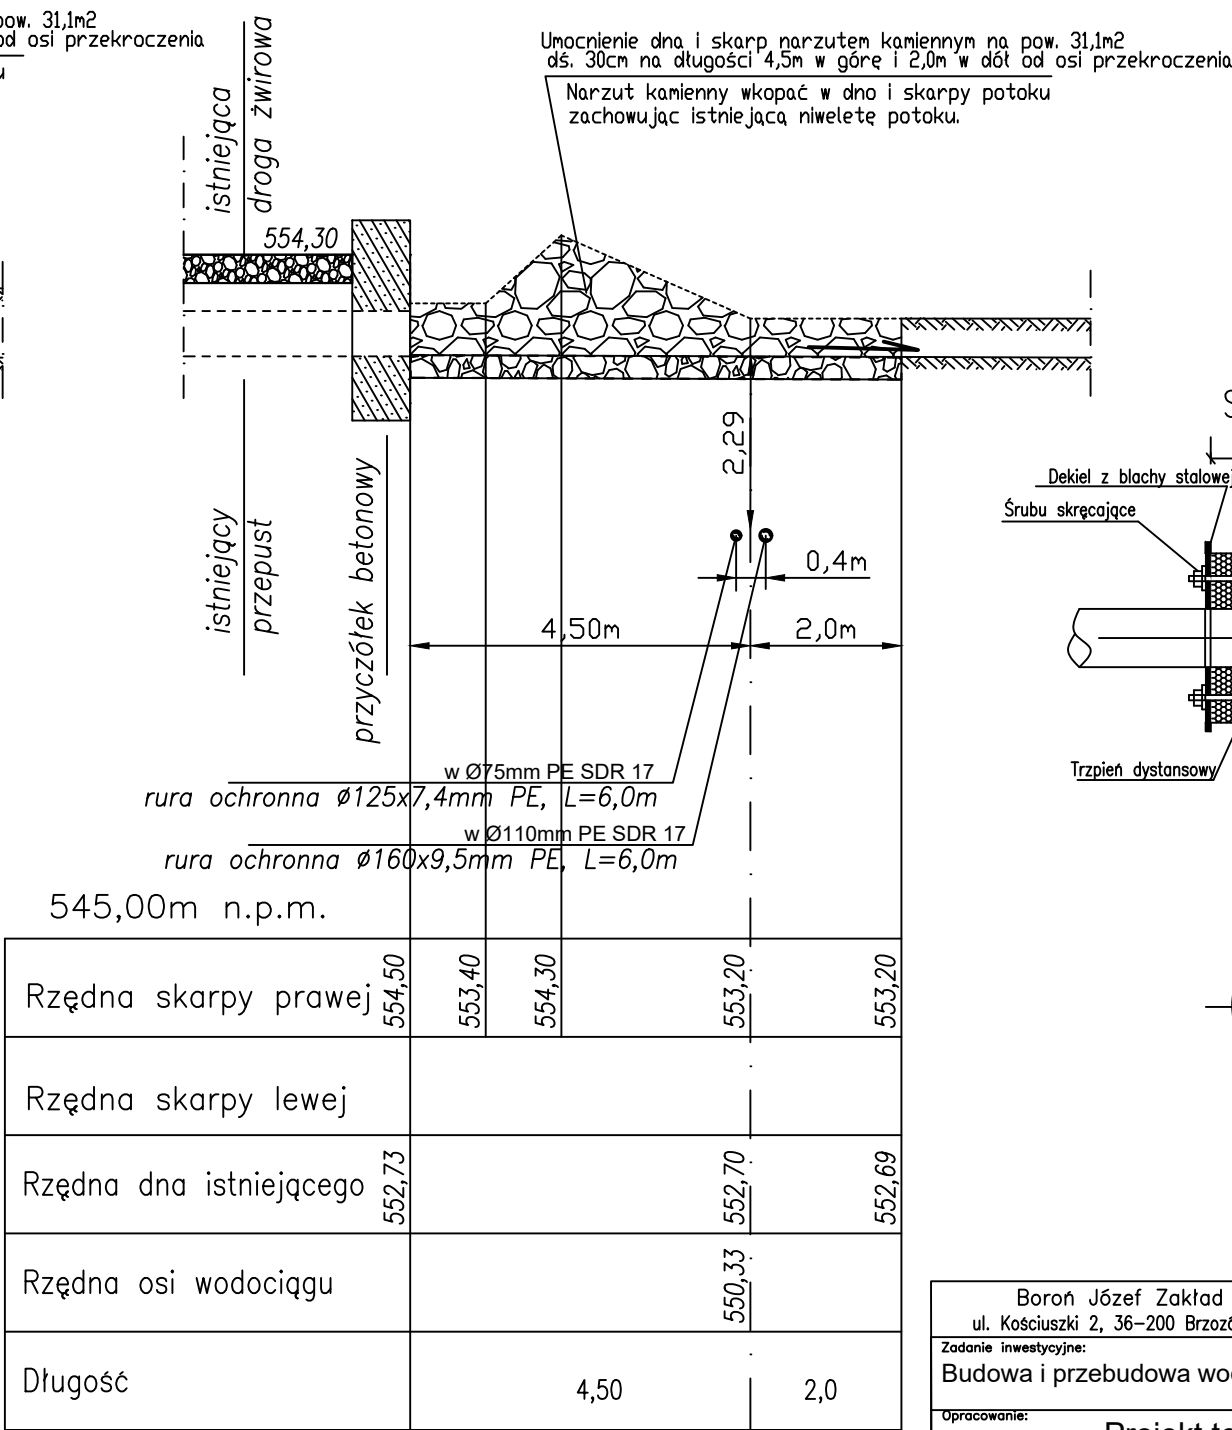 pow. 31,1m2
od osi przekroczenia
u
istniejąca
droga żwirowa
554,30
Umocnienie dna i skarp narzutem kamiennym na pow. 31,1m2
dś. 30cm na długości 4,5m w górę i 2,0m w dół od osi przekroczenia
Narzut kamienny wkopać w dno i skarpy potoku
zachowując istniejącą niweletę potoku.
istniejący
przepust
przyczółek betonowy
2,29
0,4m
4,50m
2,0m
w Ø75mm PE SDR 17
rura ochronna Ø125x7,4mm PE, L=6,0m
w Ø110mm PE SDR 17
rura ochronna Ø160x9,5mm PE, L=6,0m
S
Dekiel z blachy stalowej
Śrubu skręcające
Trzpień dystansowy
545,00m n.p.m.
Rzędna skarpy prawej 554,50 553,40 554,30 553,20 553,20
Rzędna skarpy lewej
Rzędna dna istniejącego 552,73 552,70 552,69
Rzędna osi wodociągu 550,33
Długość 4,50 2,0
Boroń Józef Zakład
ul. Kościuszki 2, 36-200 Brzozó
Zadanie inwestycyjne:
Budowa i przebudowa wo
Opracowanie: